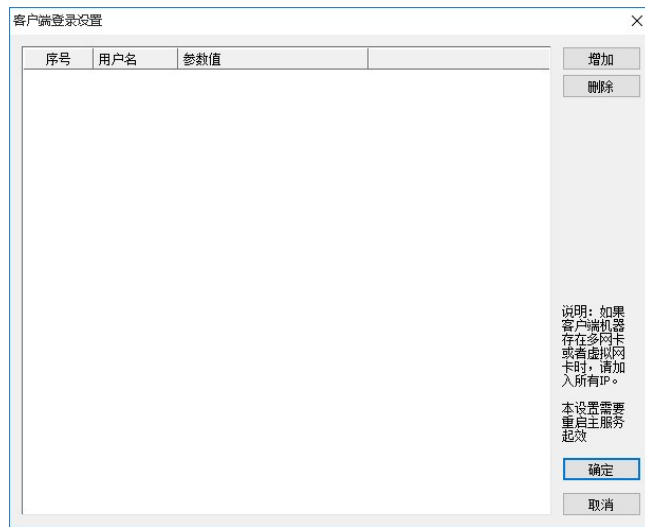 客户端登录设置
序号 用户名 参数值
增加
删除
说明：如果
客户端机器
存在多网卡
或者虚拟网
卡时，请加
入所有IP。
本设置需要
重启主服务
起效
确定
取消